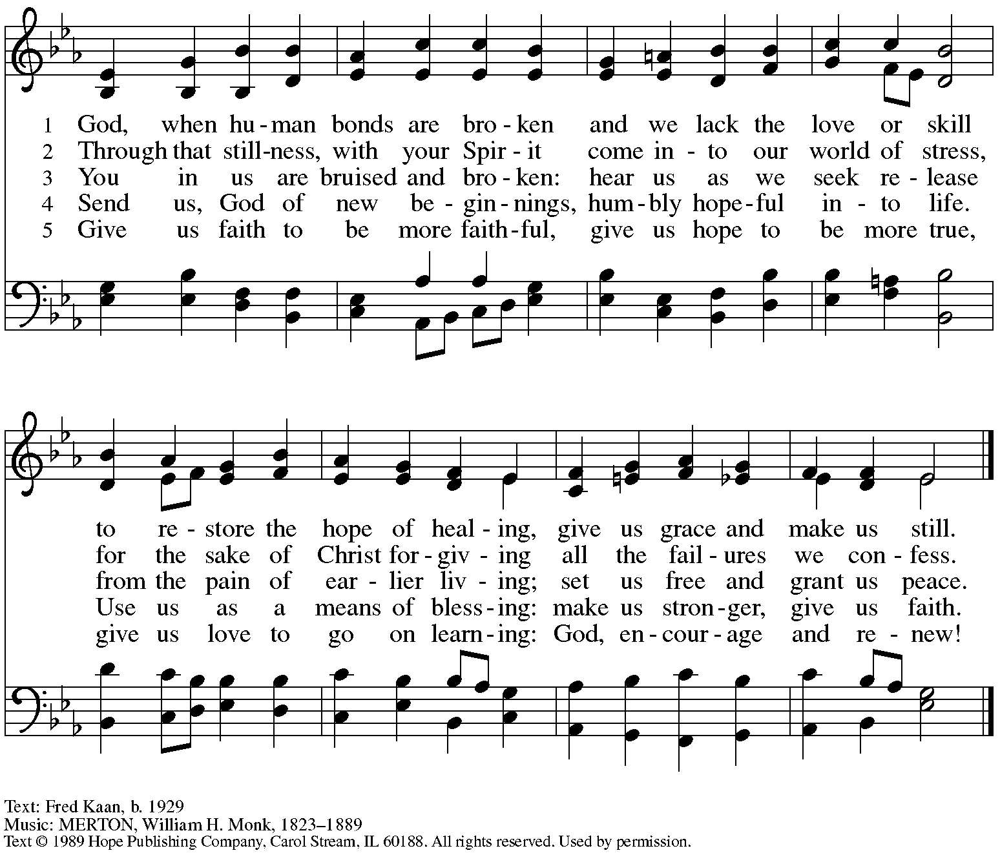 1 God, when hu - man bonds are bro - ken and we lack the love or skill
2 Through that still - ness, with your Spir - it come in - to our world of stress,
3 You in us are bruised and bro - ken: hear us as we seek re - lease
4 Send us, God of new be - gin - nings, hum - bly hope - ful in - to life.
5 Give us faith to be more faith - ful, give us hope to be more true,
to re - store the hope of heal - ing, give us grace and make us still.
for the sake of Christ for - giv - ing all the fail - ures we con - fess.
from the pain of ear - lier liv - ing; set us free and grant us peace.
Use us as a means of bless - ing: make us stron - ger, give us faith.
give us love to go on learn - ing: God, en - cour - age and re - new!
Text: Fred Kaan, b. 1929
Music: MERTON, William H. Monk, 1823–1889
Text © 1989 Hope Publishing Company, Carol Stream, IL 60188. All rights reserved. Used by permission.